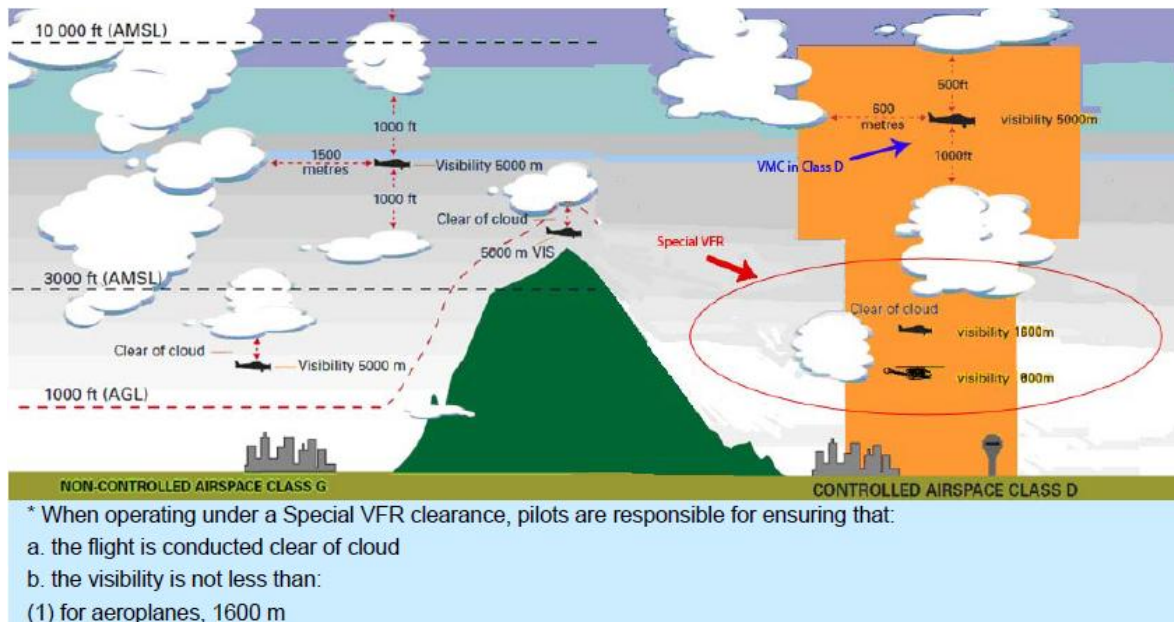 10 000 ft (AMSL)
500ft
600
metres
visibility 5000m
1000 ft
1000ft
VMC in Class D
1500
metres
Visibility 5000 m
1000 ft
Clear of cloud
5000 m VIS
Special VFR
3000 ft (AMSL)
Clear of cloud
visibility 1600m
Clear of cloud
Visibility 5000 m
visibility 800m
1000 ft (AGL)
NON-CONTROLLED AIRSPACE CLASS G
CONTROLLED AIRSPACE CLASS D
* When operating under a Special VFR clearance, pilots are responsible for ensuring that:
a. the flight is conducted clear of cloud
b. the visibility is not less than:
(1) for aeroplanes, 1600 m